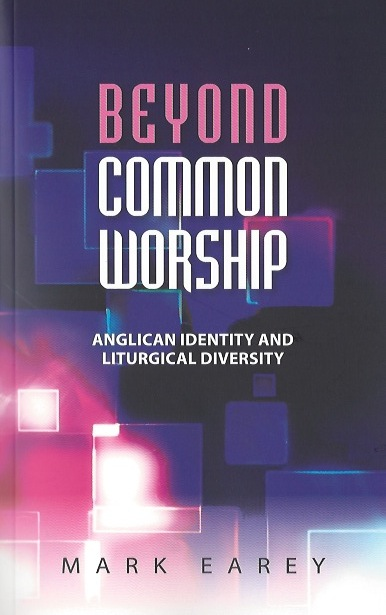 BEYOND
COMMON
WORSHIP
ANGLICAN IDENTITY AND
LITURGICAL DIVERSITY
MARK EAREY